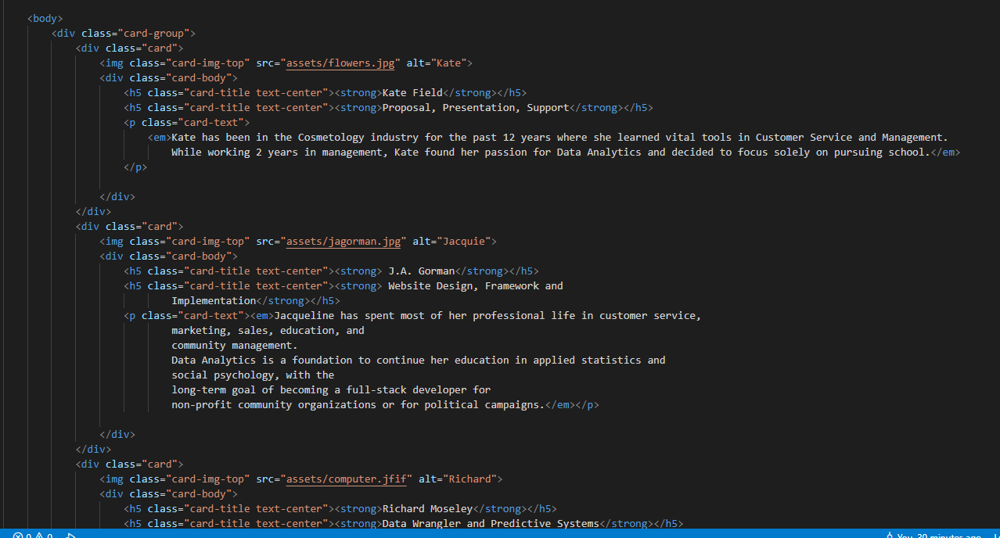 <body>
<div class="card-group">
<div class="card">
<img class="card-img-top" src="assets/flowers.jpg" alt="Kate">
<div class="card-body">
<h5 class="card-title text-center"><strong>Kate Field</strong></h5>
<h5 class="card-title text-center"><strong>Proposal, Presentation, Support</strong></h5>
<p class="card-text">
<em>Kate has been in the Cosmetology industry for the past 12 years where she learned vital tools in Customer Service and Management.
While working 2 years in management, Kate found her passion for Data Analytics and decided to focus solely on pursuing school.</em>
</p>
</div>
</div>
<div class="card">
<img class="card-img-top" src="assets/jagorman.jpg" alt="Jacquie">
<div class="card-body">
<h5 class="card-title text-center"><strong> J.A. Gorman</strong></h5>
<h5 class="card-title text-center"><strong> Website Design, Framework and
Implementation</strong></h5>
<p class="card-text"><em>Jacqueline has spent most of her professional life in customer service,
marketing, sales, education, and
community management.
Data Analytics is a foundation to continue her education in applied statistics and
social psychology, with the
long-term goal of becoming a full-stack developer for
non-profit community organizations or for political campaigns.</em></p>
</div>
</div>
<div class="card">
<img class="card-img-top" src="assets/computer.jfif" alt="Richard">
<div class="card-body">
<h5 class="card-title text-center"><strong>Richard Moseley</strong></h5>
<h5 class="card-title text-center"><strong>Data Wrangler and Predictive Systems</strong></h5>
0 0 You, 30 minutes ago